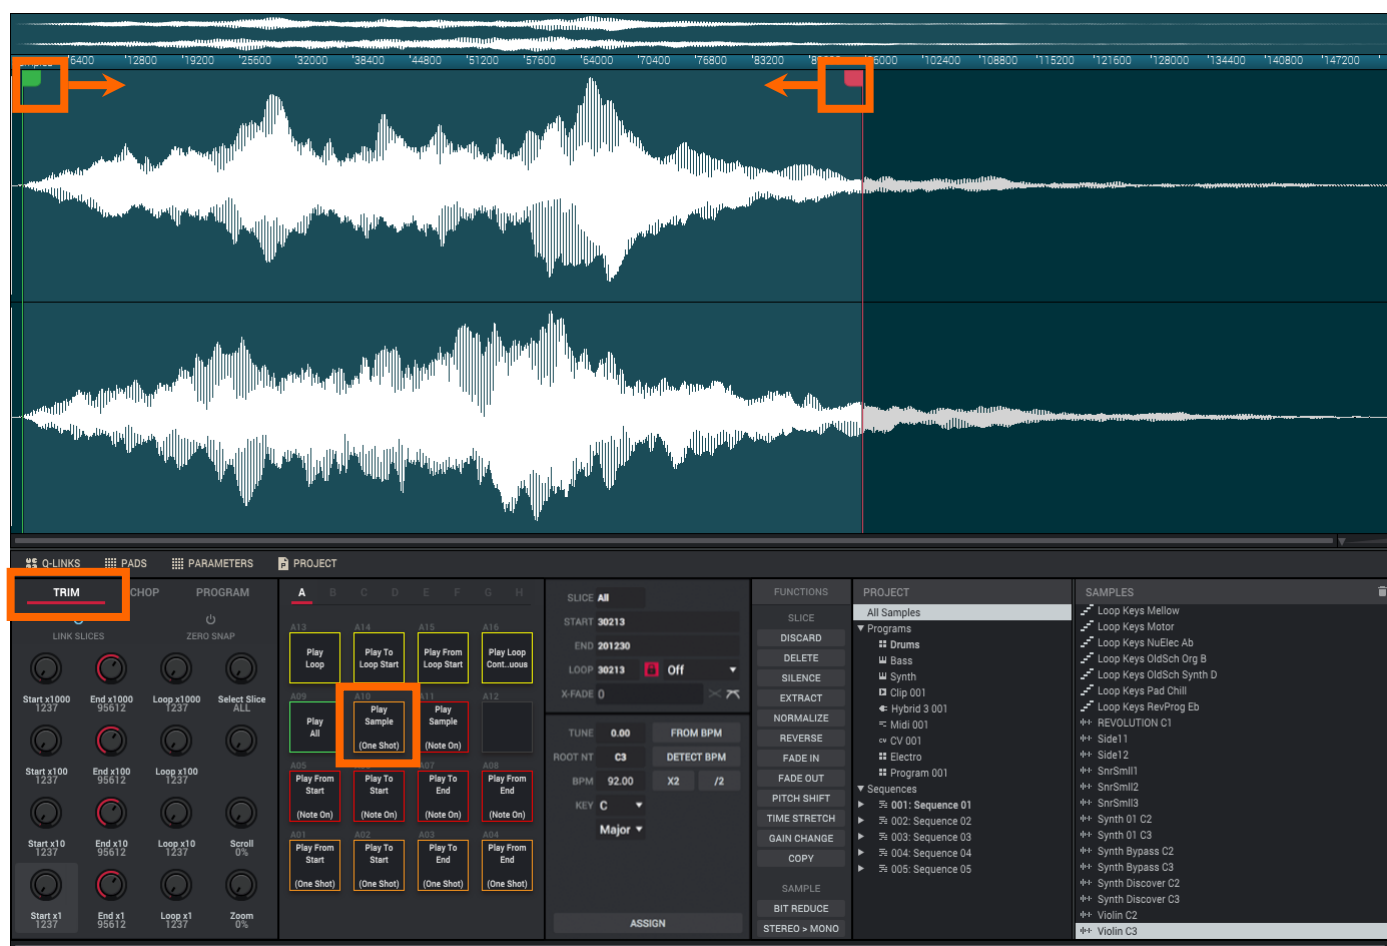 6400 12800 19200 25600 32000 38400 44800 51200 57600 64000 70400 76800 83200 102400 108800 115200 121600 128000 134400 140800 147200
Q-LINKS PADS PARAMETERS PROJECT
TRIM CHOP PROGRAM
LINK SLICES ZERO SNAP
Start x1000 End x1000 Loop x1000 Select Slice
1237 95612 1237 ALL
Start x100 End x100 Loop x100
1237 95612 1237
Start x10 End x10 Loop x10 Scroll
1237 95612 1237 0%
Start x1 End x1 Loop x1 Zoom
1237 95612 1237 0%
A B C D E F G H
A13 A14 A15 A16
Play Loop
Play To Loop Start
Play From Loop Start
Play Loop Cont..uous
A09 A10 A11 A12
Play All
Play Sample (One Shot)
Play Sample (Note On)
A05 A06 A07 A08
Play From Start (Note On)
Play To Start (Note On)
Play To End (Note On)
Play From End (Note On)
A01 A02 A03 A04
Play From Start (One Shot)
Play To Start (One Shot)
Play To End (One Shot)
Play From End (One Shot)
SLICE All
START 30213
END 201230
LOOP 30213 Off
X-FADE 0
TUNE 0.00 FROM BPM
ROOT NT C3 DETECT BPM
BPM 92.00 X2 /2
KEY C
Major
ASSIGN
FUNCTIONS
SLICE
DISCARD
DELETE
SILENCE
EXTRACT
NORMALIZE
REVERSE
FADE IN
FADE OUT
PITCH SHIFT
TIME STRETCH
GAIN CHANGE
COPY
SAMPLE
BIT REDUCE
STEREO > MONO
PROJECT
All Samples
Programs
Drums
Bass
Synth
Clip 001
Hybrid 3 001
Midi 001
CV 001
Electro
Program 001
Sequences
001: Sequence 01
002: Sequence 02
003: Sequence 03
004: Sequence 04
005: Sequence 05
SAMPLES
Loop Keys Mellow
Loop Keys Motor
Loop Keys NuElec Ab
Loop Keys OldSch Org B
Loop Keys OldSch Synth D
Loop Keys Pad Chill
Loop Keys RevProg Eb
REVOLUTION C1
Side11
Side12
SnrSmll1
SnrSmll2
SnrSmll3
Synth 01 C2
Synth 01 C3
Synth Bypass C2
Synth Bypass C3
Synth Discover C2
Synth Discover C3
Violin C2
Violin C3